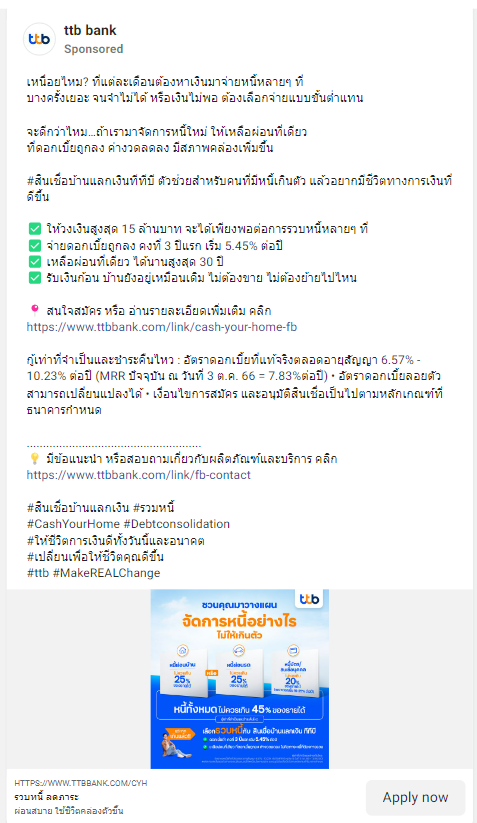 ttb bank
Sponsored
เหนื่อยไหม? ที่แต่ละเดือนต้องหาเงินมาจ่ายหนี้หลายๆ ที่
บางครั้งเยอะ จนจำไม่ได้ หรือเงินไม่พอ ต้องเลือกจ่ายแบบขั้นต่ำแทน
จะดีกว่าไหม...ถ้าเรามาจัดการหนี้ใหม่ ให้เหลือผ่อนที่เดียว
ที่ดอกเบี้ยถูกลง ค่างวดลดลง มีสภาพคล่องเพิ่มขึ้น
#สินเชื่อบ้านแลกเงินทีทีบี ตัวช่วยสำหรับคนที่มีหนี้เกินตัว แล้วอยากมีชีวิตทางการเงินที่
ดีขึ้น
✅ ให้วงเงินสูงสุด 15 ล้านบาท จะได้เพียงพอต่อการรวบหนี้หลายๆ ที่
✅ จ่ายดอกเบี้ยถูกลง คงที่ 3 ปีแรก เริ่ม 5.45% ต่อปี
✅ เหลือผ่อนที่เดียว ได้นานสูงสุด 30 ปี
✅ รับเงินก้อน บ้านยังอยู่เหมือนเดิม ไม่ต้องขาย ไม่ต้องย้ายไปไหน
📍 สนใจสมัคร หรือ อ่านรายละเอียดเพิ่มเติม คลิก
https://www.ttbbank.com/link/cash-your-home-fb
กู้เท่าที่จำเป็นและชำระคืนไหว : อัตราดอกเบี้ยที่แท้จริงตลอดอายุสัญญา 6.57% -
10.23% ต่อปี (MRR ปัจจุบัน ณ วันที่ 3 ต.ค. 66 = 7.83%ต่อปี) • อัตราดอกเบี้ยลอยตัว
สามารถเปลี่ยนแปลงได้ • เงื่อนไขการสมัคร และอนุมัติสินเชื่อเป็นไปตามหลักเกณฑ์ที่
ธนาคารกำหนด
......................................................
💡 มีข้อแนะนำ หรือสอบถามเกี่ยวกับผลิตภัณฑ์และบริการ คลิก
https://www.ttbbank.com/link/fb-contact
#สินเชื่อบ้านแลกเงิน #รวมหนี้
#CashYourHome #Debtconsolidation
#ให้ชีวิตการเงินดีทั้งวันนี้และอนาคต
#เปลี่ยนเพื่อให้ชีวิตคุณดีขึ้น
#ttb #MakeREALChange
ttb
ชวนคุณมาวางแผน
จัดการหนี้อย่างไร
ไม่ให้เกินตัว
หนี้ผ่อนบ้าน
ไม่ควรเกิน
25%
ของรายได้
หนี้ผ่อนรถ
ไม่ควรเกิน
25%
ของรายได้
20%
หนี้ทั้งหมด ไม่ควรเกิน 45% ของรายได้
เลือกรวบหนี้กับ สินเชื่อบ้านแลกเงิน ทีทีบี
HTTPS://WWW.TTBBANK.COM/CYH
รวบหนี้ ลดภาระ
ผ่อนสบาย ใช้ชีวิตคล่องตัวขึ้น
Apply now